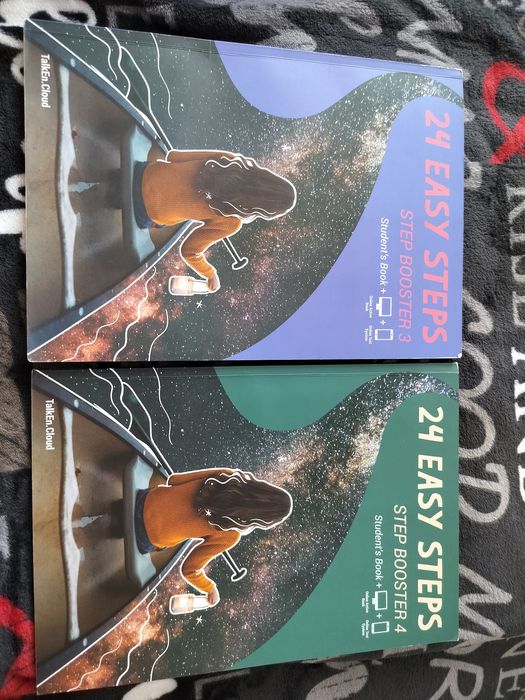 24 EASY STEPS
STEP BOOSTER 3
Student's Book +
+
TalkEn.Cloud
24 EASY STEPS
STEP BOOSTER 4
Student's Book +
+
TalkEn.Cloud